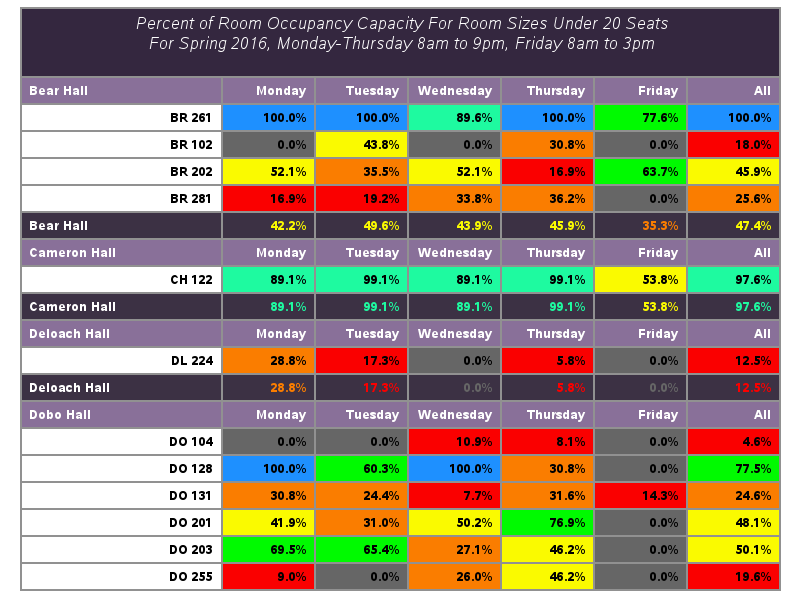 Percent of Room Occupancy Capacity For Room Sizes Under 20 Seats
For Spring 2016, Monday-Thursday 8am to 9pm, Friday 8am to 3pm
Bear Hall Monday Tuesday Wednesday Thursday Friday All
BR 261 100.0% 100.0% 89.6% 100.0% 77.6% 100.0%
BR 102 0.0% 43.8% 0.0% 30.8% 0.0% 18.0%
BR 202 52.1% 35.5% 52.1% 16.9% 63.7% 45.9%
BR 281 16.9% 19.2% 33.8% 36.2% 0.0% 25.6%
Bear Hall 42.2% 49.6% 43.9% 45.9% 35.3% 47.4%
Cameron Hall Monday Tuesday Wednesday Thursday Friday All
CH 122 89.1% 99.1% 89.1% 99.1% 53.8% 97.6%
Cameron Hall 89.1% 99.1% 89.1% 99.1% 53.8% 97.6%
Deloach Hall Monday Tuesday Wednesday Thursday Friday All
DL 224 28.8% 17.3% 0.0% 5.8% 0.0% 12.5%
Deloach Hall 28.8% 17.3% 0.0% 5.8% 0.0% 12.5%
Dobo Hall Monday Tuesday Wednesday Thursday Friday All
DO 104 0.0% 0.0% 10.9% 8.1% 0.0% 4.6%
DO 128 100.0% 60.3% 100.0% 30.8% 0.0% 77.5%
DO 131 30.8% 24.4% 7.7% 31.6% 14.3% 24.6%
DO 201 41.9% 31.0% 50.2% 76.9% 0.0% 48.1%
DO 203 69.5% 65.4% 27.1% 46.2% 0.0% 50.1%
DO 255 9.0% 0.0% 26.0% 46.2% 0.0% 19.6%